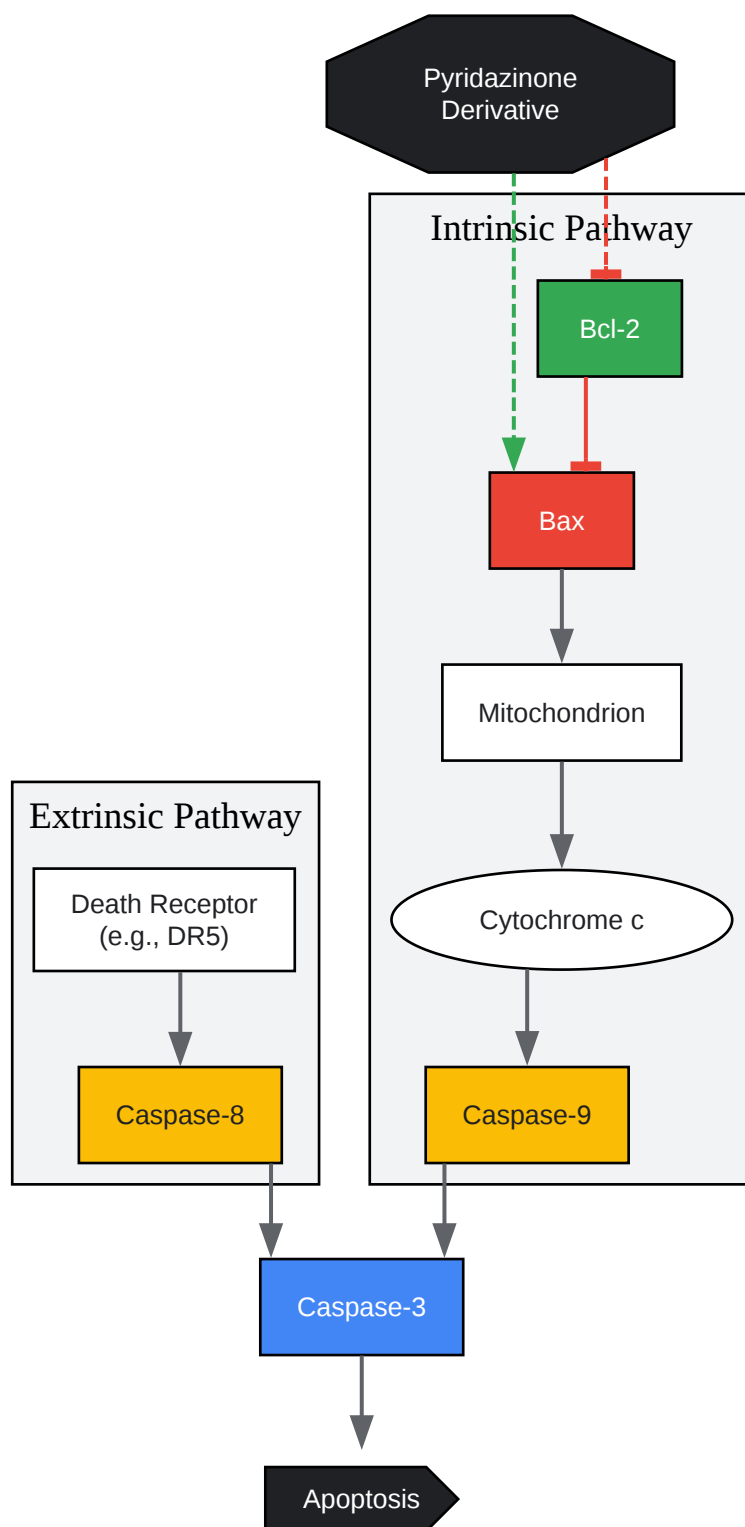 Pyridazinone
Derivative
Intrinsic Pathway
Bcl-2
Bax
Mitochondrion
Extrinsic Pathway
Death Receptor
(e.g., DR5)
Cytochrome c
Caspase-8
Caspase-9
Caspase-3
Apoptosis